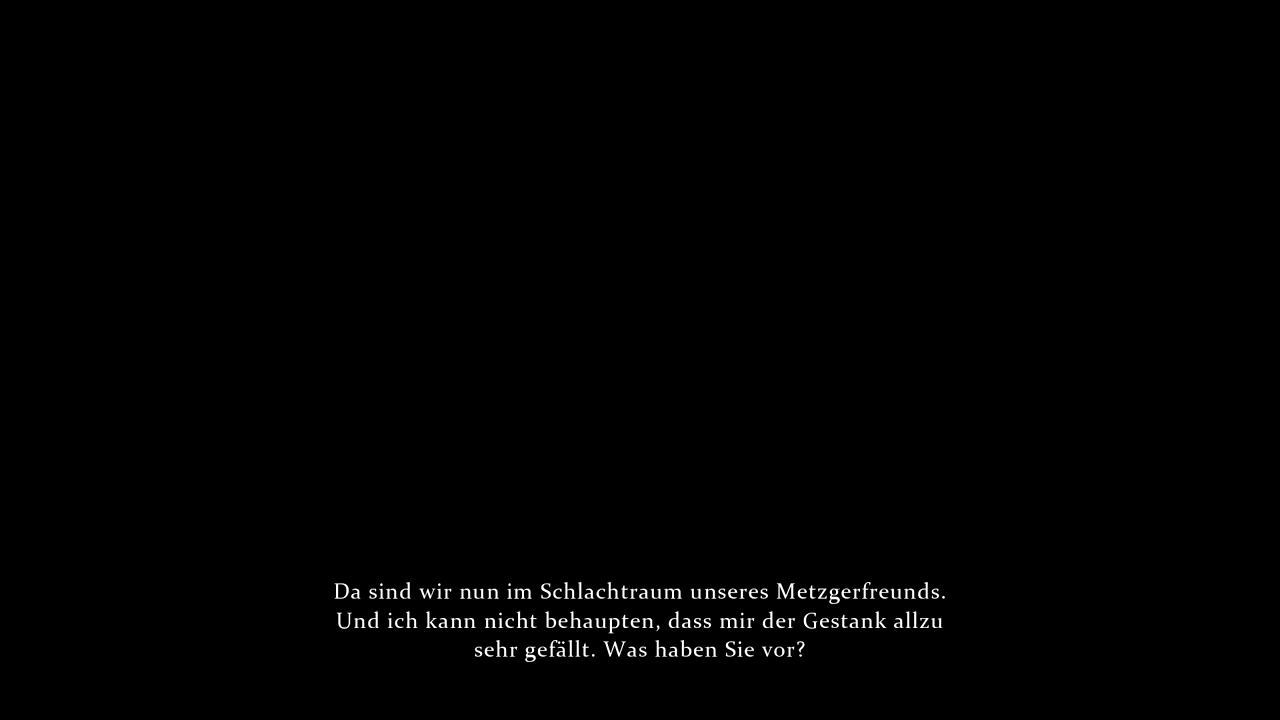 Da sind wir nun im Schlachtraum unseres Metzgerfreunds.
Und ich kann nicht behaupten, dass mir der Gestank allzu
sehr gefällt. Was haben Sie vor?